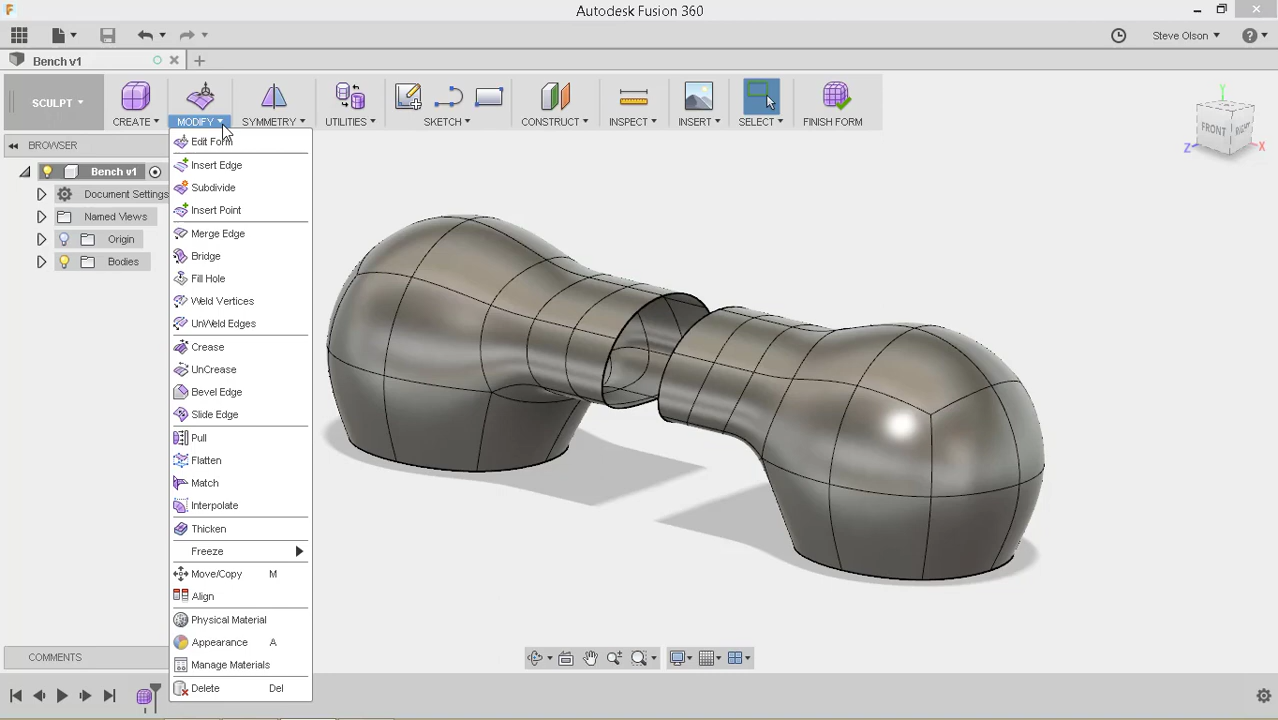 Autodesk Fusion 360
Steve Olson
Bench v1
SCULPT
CREATE
MODIFY
SYMMETRY
UTILITIES
SKETCH
CONSTRUCT
INSPECT
INSERT
SELECT
FINISH FORM
BROWSER
Bench v1
Document Settings
Named Views
Origin
Bodies
Edit Form
Insert Edge
Subdivide
Insert Point
Merge Edge
Bridge
Fill Hole
Weld Vertices
UnWeld Edges
Crease
UnCrease
Bevel Edge
Slide Edge
Pull
Flatten
Match
Interpolate
Thicken
Freeze
Move/Copy M
Align
Physical Material
Appearance A
Manage Materials
Delete Del
Y
FRONT
RIGHT
Z
X
COMMENTS